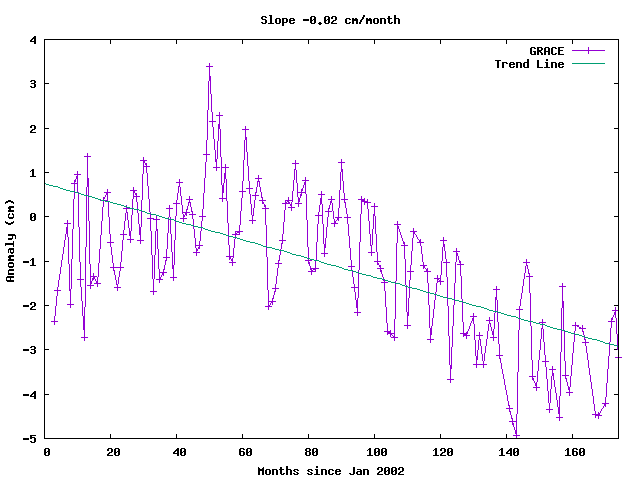 Slope -0.02 cm/month
GRACE
Trend Line
4
3
2
1
0
-1
-2
-3
-4
-5
Anomaly (cm)
0 20 40 60 80 100 120 140 160
Months since Jan 2002